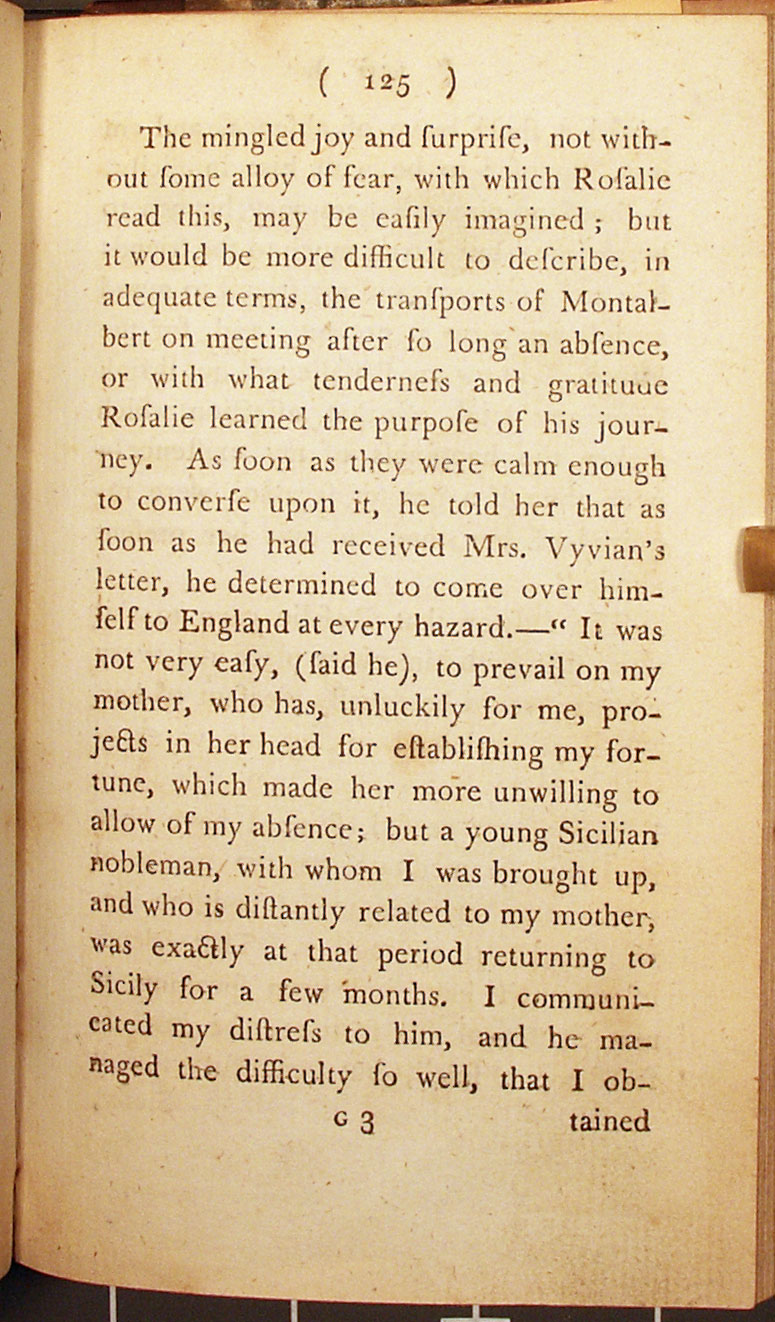 ( 125 )
The mingled joy and ſurpriſe, not with-
out ſome alloy of fear, with which Roſalie
read this, may be eaſily imagined ; but
it would be more difficult to deſcribe, in
adequate terms, the tranſports of Montal-
bert on meeting after ſo long an abſence,
or with what tenderneſs and gratitude
Roſalie learned the purpoſe of his jour-
ney. As ſoon as they were calm enough
to converſe upon it, he told her that as
ſoon as he had received Mrs. Vyvian's
letter, he determined to come over him-
ſelf to England at every hazard.—“ It was
not very eaſy, (ſaid he), to prevail on my
mother, who has, unluckily for me, pro-
jects in her head for eſtabliſhing my for-
tune, which made her more unwilling to
allow of my abſence; but a young Sicilian
nobleman, with whom I was brought up,
and who is diſtantly related to my mother,
was exactly at that period returning to
Sicily for a few months. I communi-
cated my diſtreſs to him, and he ma-
naged the difficulty ſo well, that I ob-
G 3 tained